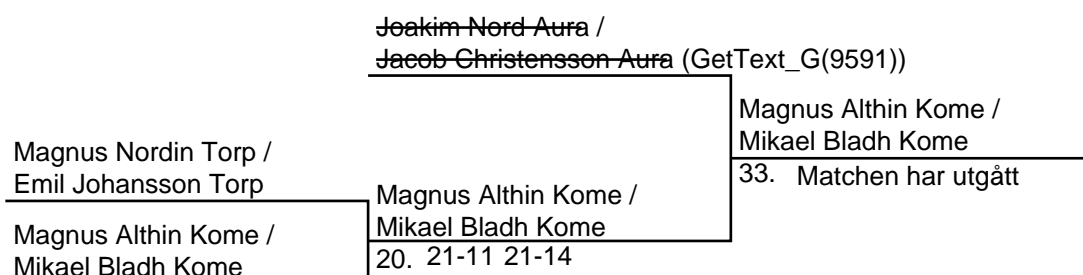 Joakim Nord Aura /
Jacob Christensson Aura (GetText_G(9591))
Magnus Althin Kome /
Mikael Bladh Kome
33. Matchen har utgått
Magnus Nordin Torp /
Emil Johansson Torp
Magnus Althin Kome /
Mikael Bladh Kome
20. 21-11 21-14
Magnus Althin Kome /
Mikael Bladh Kome